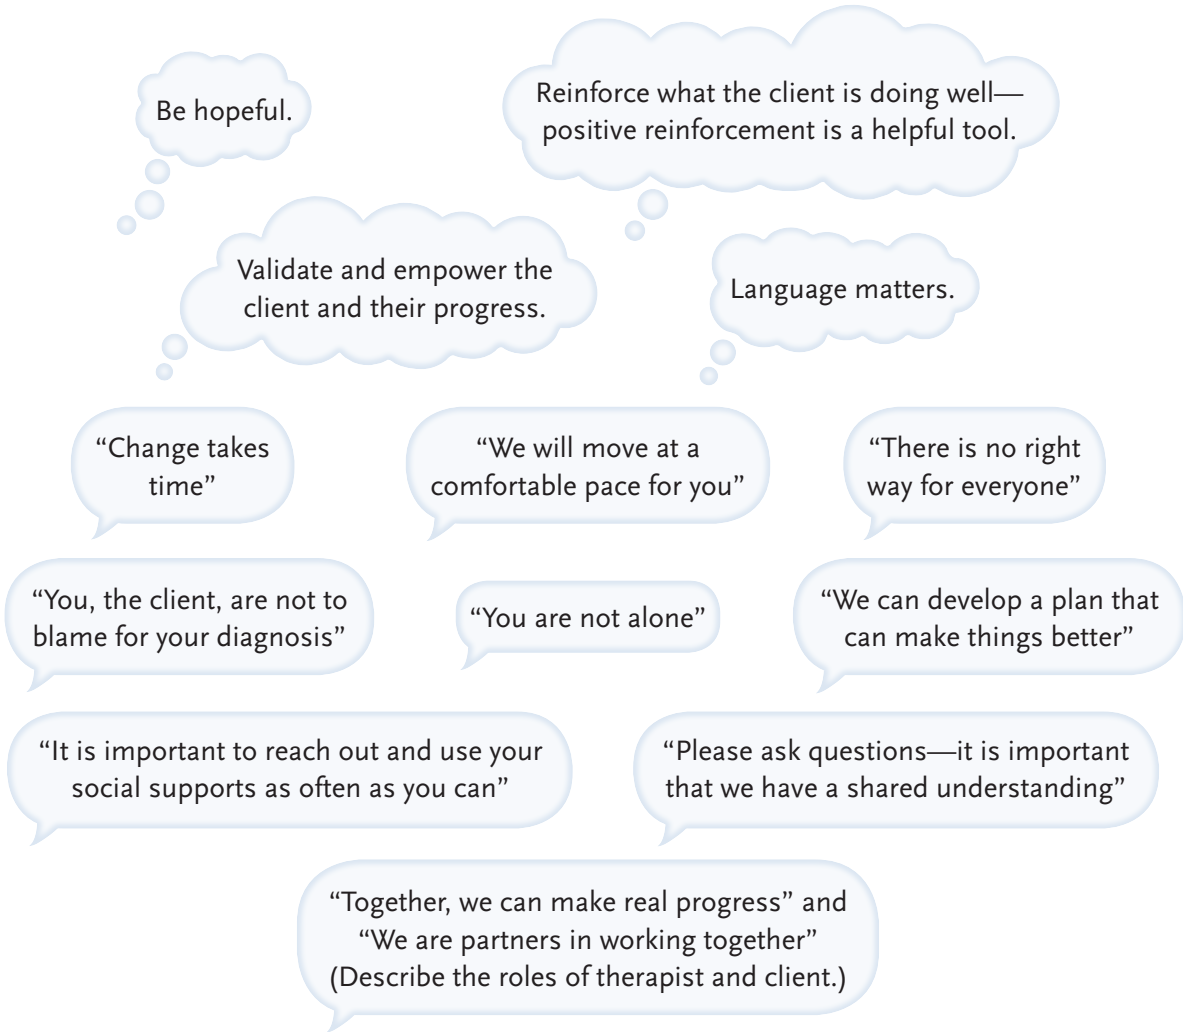 Be hopeful.
Reinforce what the client is doing well—
positive reinforcement is a helpful tool.
Validate and empower the
client and their progress.
Language matters.
“Change takes
time”
“We will move at a
comfortable pace for you”
“There is no right
way for everyone”
“You, the client, are not to
blame for your diagnosis”
“You are not alone”
“We can develop a plan that
can make things better”
“It is important to reach out and use your
social supports as often as you can”
“Please ask questions—it is important
that we have a shared understanding”
“Together, we can make real progress” and
“We are partners in working together”
(Describe the roles of therapist and client.)